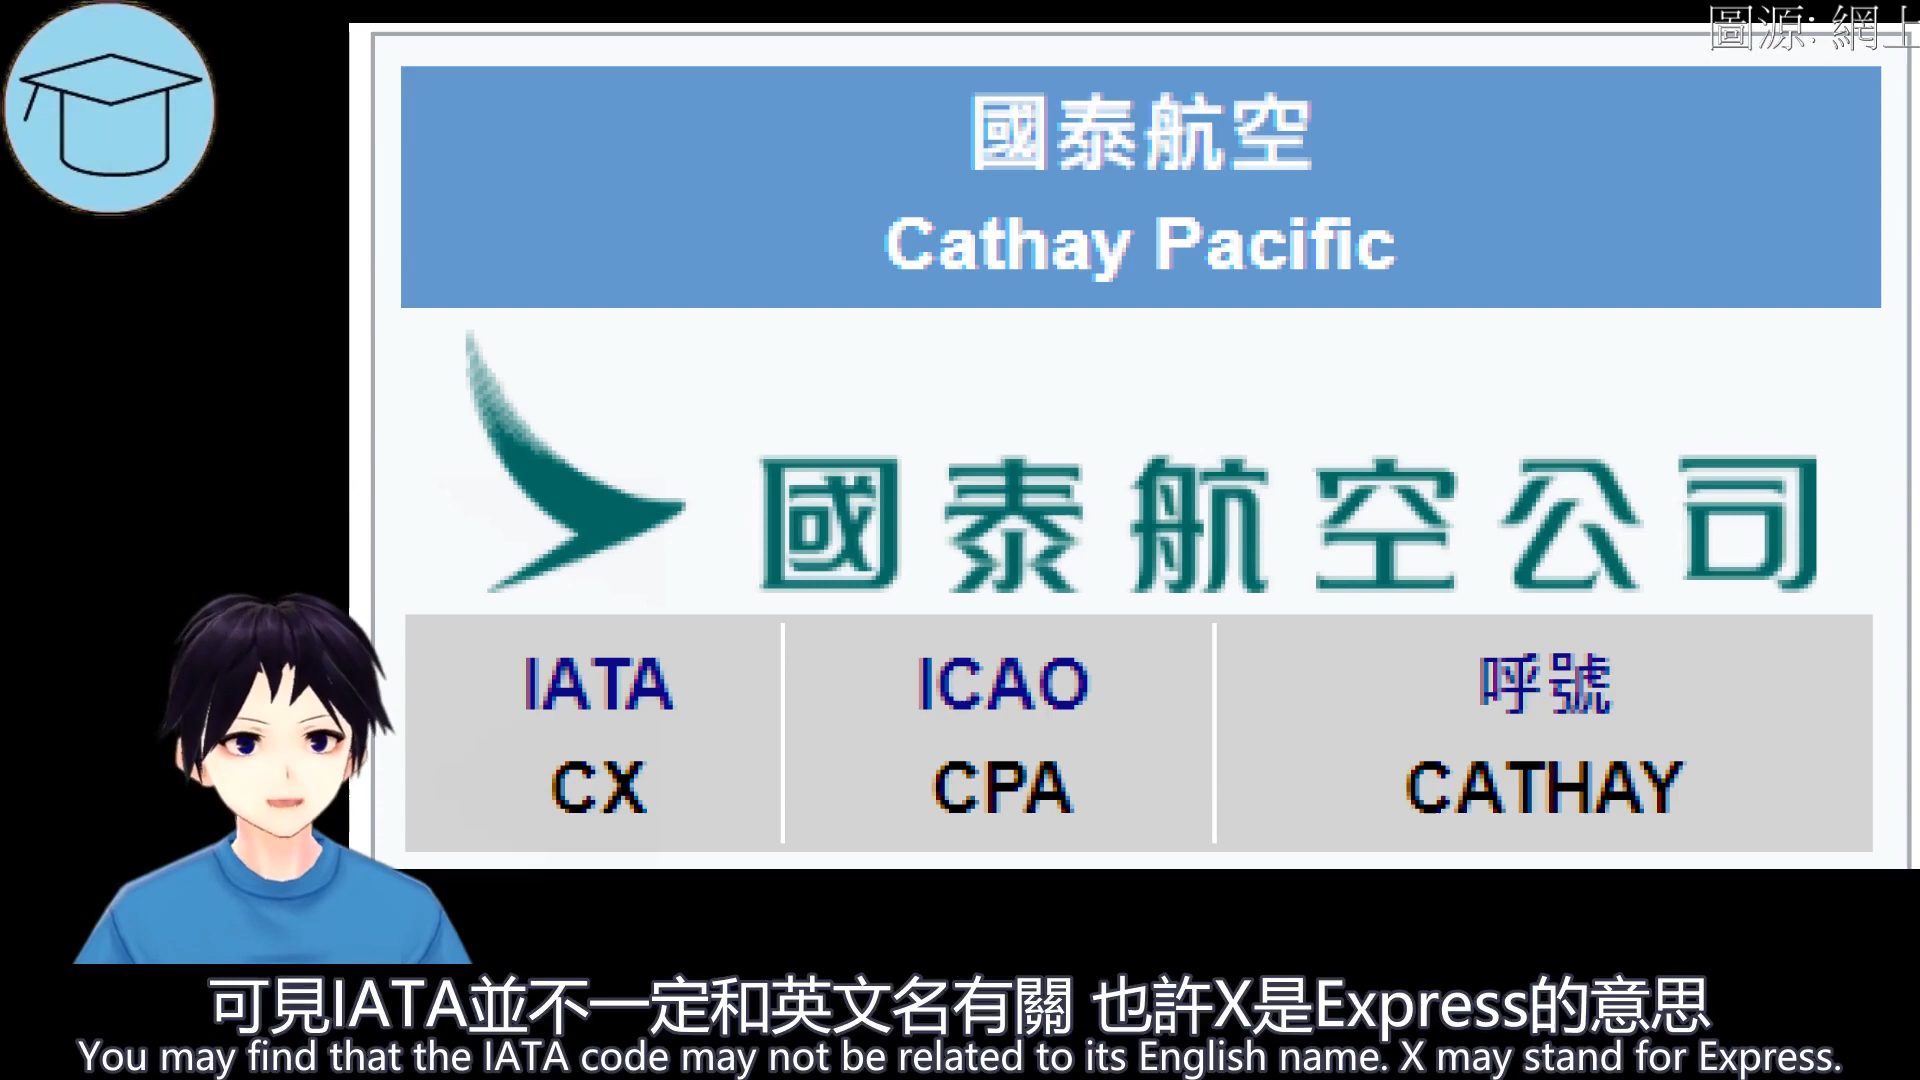 圖源: 網上
國泰航空
Cathay Pacific
國泰航空公司
IATA ICAO 呼號
CX CPA CATHAY
可見IATA並不一定和英文名有關 也許X是Express的意思
You may find that the IATA code may not be related to its English name. X may stand for Express.